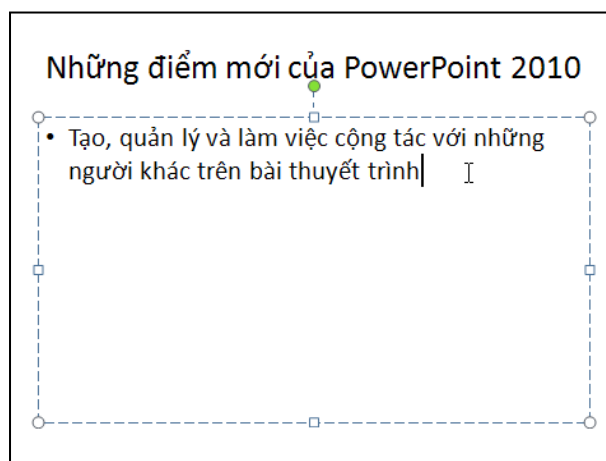 Những điểm mới của PowerPoint 2010
• Tạo, quản lý và làm việc cộng tác với những
người khác trên bài thuyết trình